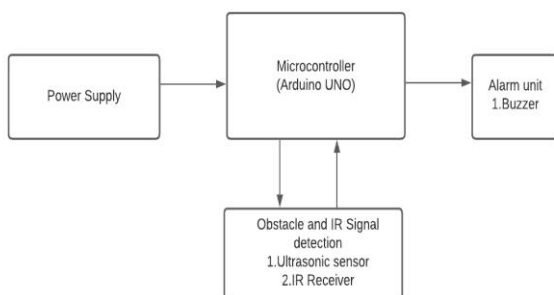 Power Supply
Microcontroller
(Arduino UNO)
Alarm unit
1.Buzzer
Obstacle and IR Signal
detection
1.Ultrasonic sensor
2.IR Receiver